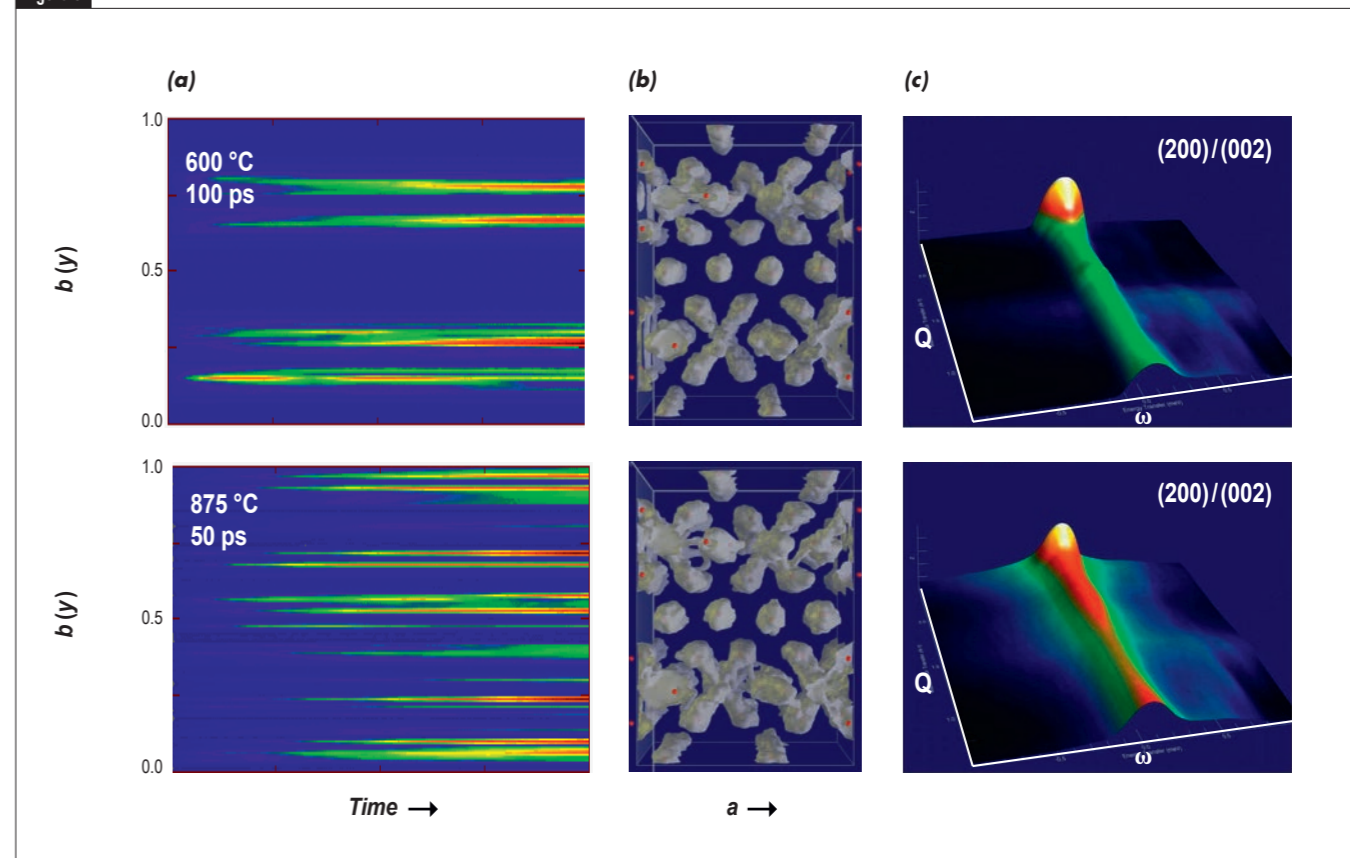 (a)
(b)
(c)
1.0
600 °C
100 ps
0.5
b (y)
0.0
(200)/(002)
Q
ω
1.0
875 °C
50 ps
0.5
b (y)
0.0
(200)/(002)
Q
ω
Time →
a →